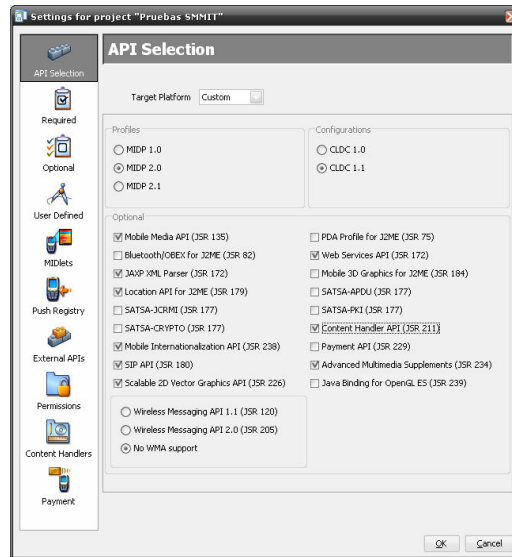 Settings for project "Pruebas SMMIT"
API Selection
Required
Optional
User Defined
MIDlets
Push Registry
External APIs
Permissions
Content Handlers
Payment
API Selection
Target Platform Custom
Profiles
MIDP 1.0
MIDP 2.0
MIDP 2.1
Configurations
CLDC 1.0
CLDC 1.1
Optional
Mobile Media API (JSR 135)
Bluetooth/OBEX for J2ME (JSR 82)
JAXP XML Parser (JSR 172)
Location API for J2ME (JSR 179)
SATSA-JCRMI (JSR 177)
SATSA-CRYPTO (JSR 177)
Mobile Internationalization API (JSR 238)
SIP API (JSR 180)
Scalable 2D Vector Graphics API (JSR 226)
PDA Profile for J2ME (JSR 75)
Web Services API (JSR 172)
Mobile 3D Graphics for J2ME (JSR 184)
SATSA-APDU (JSR 177)
SATSA-PKI (JSR 177)
Content Handler API (JSR 211)
Payment API (JSR 229)
Advanced Multimedia Supplements (JSR 234)
Java Binding for OpenGL ES (JSR 239)
Wireless Messaging API 1.1 (JSR 120)
Wireless Messaging API 2.0 (JSR 205)
No WMA support
OK Cancel